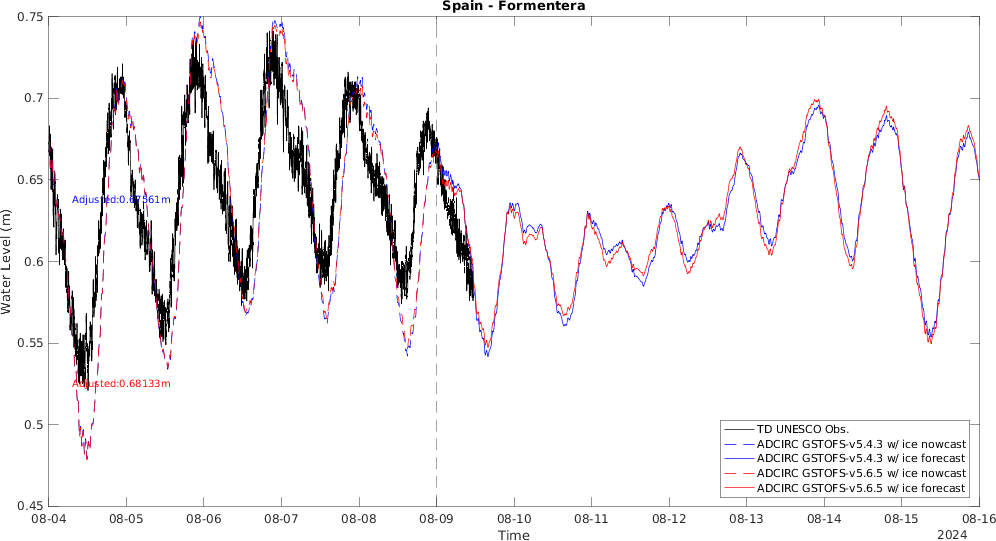 Spain - Formentera
0.75
0.7
0.65
0.6
0.55
0.5
0.45
Water Level (m)
Adjusted:0.67561m
Adjusted:0.68133m
TD UNESCO Obs.
ADCIRC GSTOFS-v5.4.3 w/ ice nowcast
ADCIRC GSTOFS-v5.4.3 w/ ice forecast
ADCIRC GSTOFS-v5.6.5 w/ ice nowcast
ADCIRC GSTOFS-v5.6.5 w/ ice forecast
08-04 08-05 08-06 08-07 08-08 08-09 08-10 08-11 08-12 08-13 08-14 08-15 08-16
Time
2024